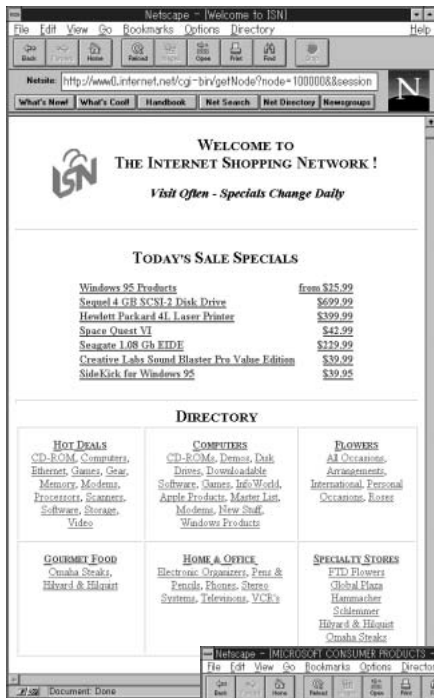 Netscape - [Welcome to ISN]
File Edit View Go Bookmarks Options Directory Help
Back Forward Home Reload Images Open Print Find Stop
Netsite: http://www0.internet.net/cgi-bin/getNode?node=100000&&session
What's New! What's Cool! Handbook Net Search Net Directory Newsgroups
N
ISN
WELCOME TO
THE INTERNET SHOPPING NETWORK !
Visit Often - Specials Change Daily
TODAY'S SALE SPECIALS
Windows 95 Products from $25.99
Sequel 4 GB SCSI-2 Disk Drive $699.99
Hewlett Packard 4L Laser Printer $399.99
Space Quest VI $42.99
Seagate 1.08 Gb EIDE $229.99
Creative Labs Sound Blaster Pro Value Edition $39.99
SideKick for Windows 95 $39.95
DIRECTORY
HOT DEALS
CD-ROM, Computers,
Ethernet, Games, Gear,
Memory, Modems,
Processors, Scanners,
Software, Storage,
Video
COMPUTERS
CD-ROMs, Demos, Disk
Drives, Downloadable
Software, Games, InfoWorld,
Apple Products, Master List,
Modems, New Stuff,
Windows Products
FLOWERS
All Occasions,
Arrangements,
International, Personal
Occasions, Roses
GOURMET FOOD
Omaha Steaks,
Hilyard & Hilquist
HOME & OFFICE
Electronic Organizers, Pens &
Pencils, Phones, Stereo
Systems, Televisions, VCR's
SPECIALTY STORES
FTD Flowers
Global Plaza
Hammacher
Schlemmer
Hilyard & Hilquist
Omaha Steaks
Netscape - [MICROSOFT CONSUMER PRODUCTS -
File Edit View Go Bookmarks Options Director
Back Home Reload Open Print
Document: Done